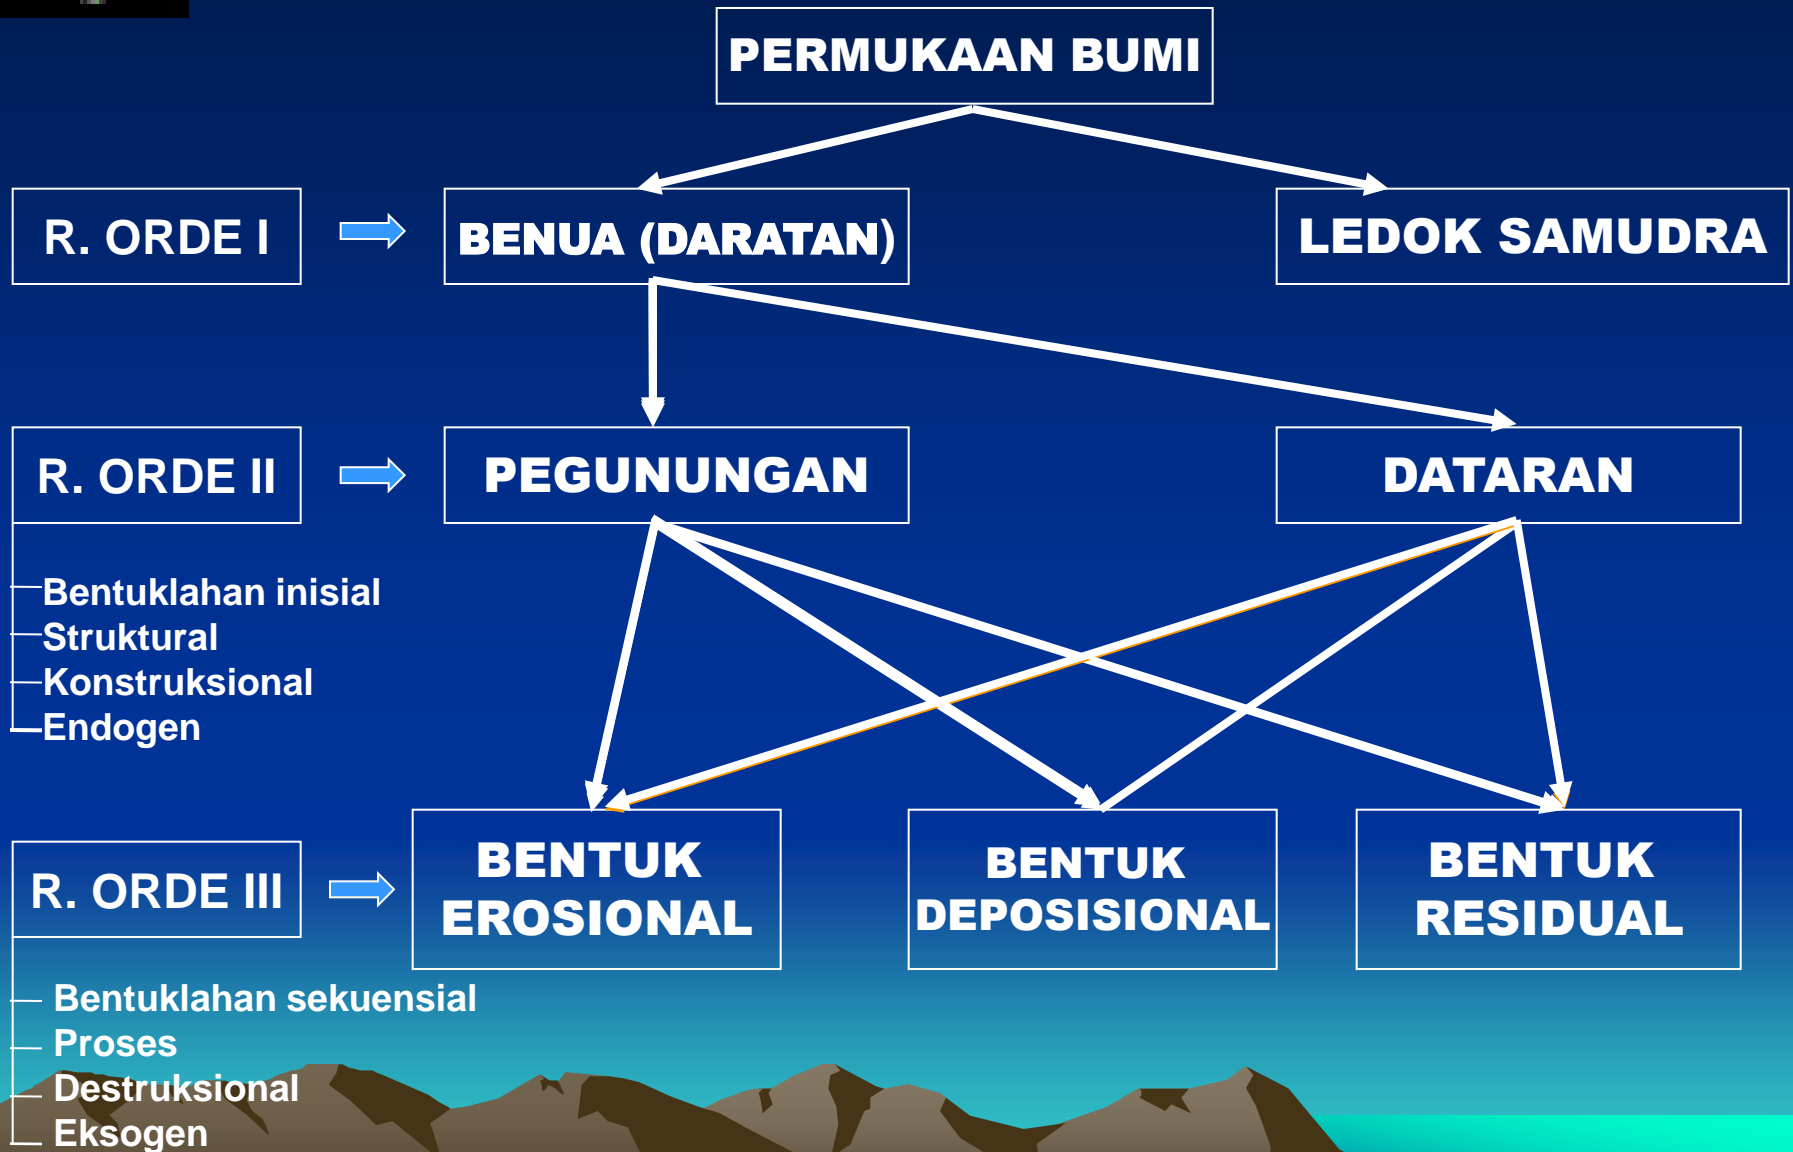 PERMUKAAN BUMI
R. ORDE I
BENUA (DARATAN)
LEDOK SAMUDRA
R. ORDE II
PEGUNUNGAN
DATARAN
Bentuklahan inisial
Struktural
Konstruksional
Endogen
R. ORDE III
BENTUK
EROSIONAL
BENTUK
DEPOSISIONAL
BENTUK
RESIDUAL
Bentuklahan sekuensial
Proses
Destruksional
Eksogen